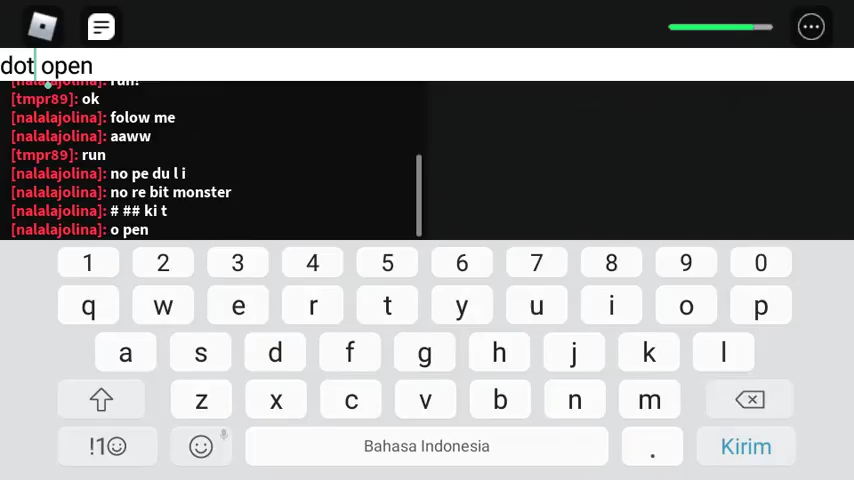 dot open
[nalalajolina]: run!
[tmpr89]: ok
[nalalajolina]: folow me
[nalalajolina]: aaww
[tmpr89]: run
[nalalajolina]: no pe du l i
[nalalajolina]: no re bit monster
[nalalajolina]: # ## ki t
[nalalajolina]: o pen
1 2 3 4 5 6 7 8 9 0
q w e r t y u i o p
a s d f g h j k l
z x c v b n m
!1☺ Bahasa Indonesia . Kirim